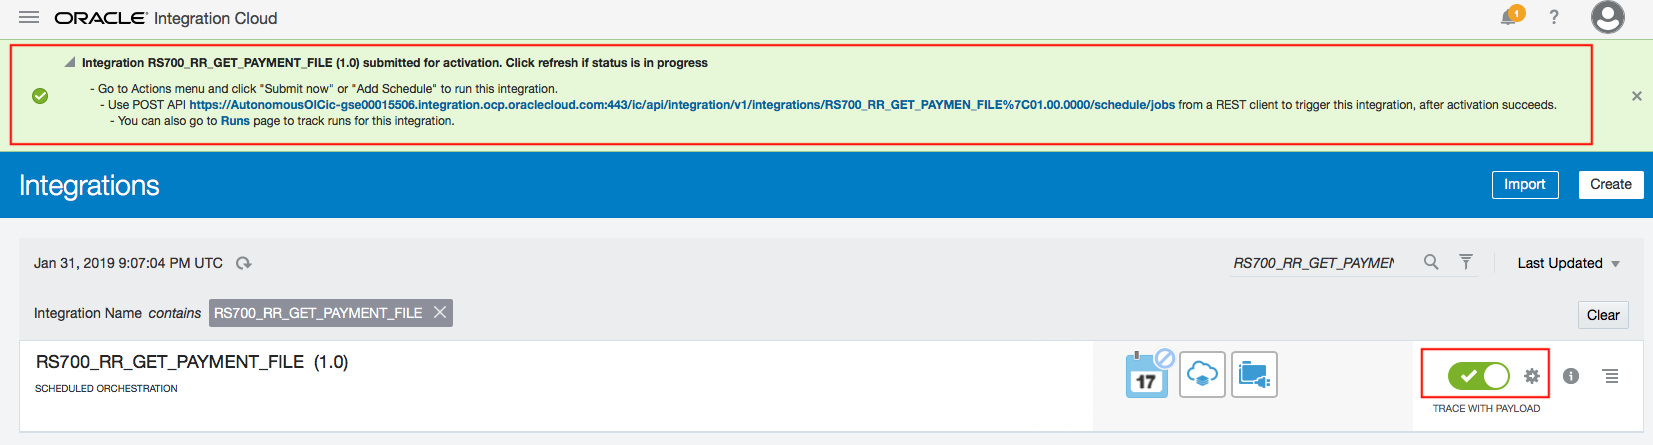 ORACLE Integration Cloud
1
?
Integration RS700_RR_GET_PAYMENT_FILE (1.0) submitted for activation. Click refresh if status is in progress
- Go to Actions menu and click "Submit now" or "Add Schedule" to run this integration.
- Use POST API https://AutonomousOICic-gse00015506.integration.ocp.oraclecloud.com:443/ic/api/integration/v1/integrations/RS700_RR_GET_PAYMEN_FILE%7C01.00.0000/schedule/jobs from a REST client to trigger this integration, after activation succeeds.
- You can also go to Runs page to track runs for this integration.
Integrations
Import
Create
Jan 31, 2019 9:07:04 PM UTC
RS700_RR_GET_PAYMEN
Last Updated
Integration Name contains RS700_RR_GET_PAYMENT_FILE
Clear
RS700_RR_GET_PAYMENT_FILE (1.0)
SCHEDULED ORCHESTRATION
17
TRACE WITH PAYLOAD